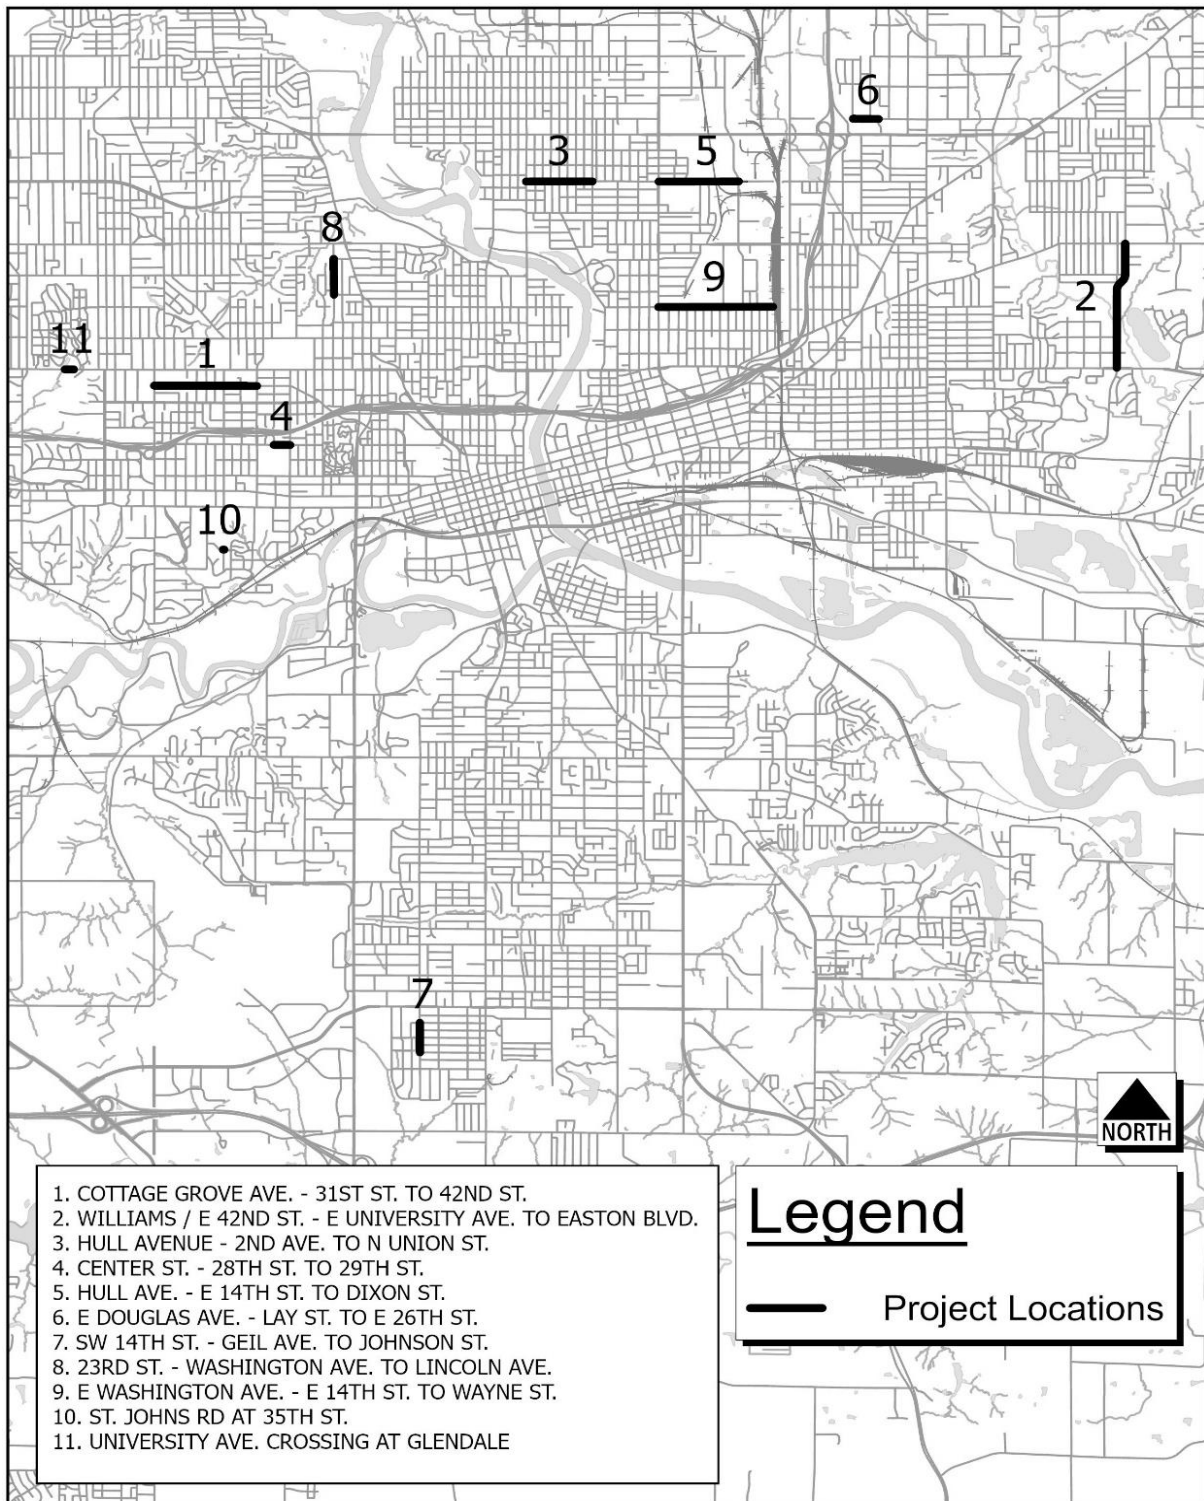 6
3
5
8
9
2
11
1
4
10
7
NORTH
1. COTTAGE GROVE AVE. - 31ST ST. TO 42ND ST.
2. WILLIAMS / E 42ND ST. - E UNIVERSITY AVE. TO EASTON BLVD.
3. HULL AVENUE - 2ND AVE. TO N UNION ST.
4. CENTER ST. - 28TH ST. TO 29TH ST.
5. HULL AVE. - E 14TH ST. TO DIXON ST.
6. E DOUGLAS AVE. - LAY ST. TO E 26TH ST.
7. SW 14TH ST. - GEIL AVE. TO JOHNSON ST.
8. 23RD ST. - WASHINGTON AVE. TO LINCOLN AVE.
9. E WASHINGTON AVE. - E 14TH ST. TO WAYNE ST.
10. ST. JOHNS RD AT 35TH ST.
11. UNIVERSITY AVE. CROSSING AT GLENDALE
Legend
Project Locations